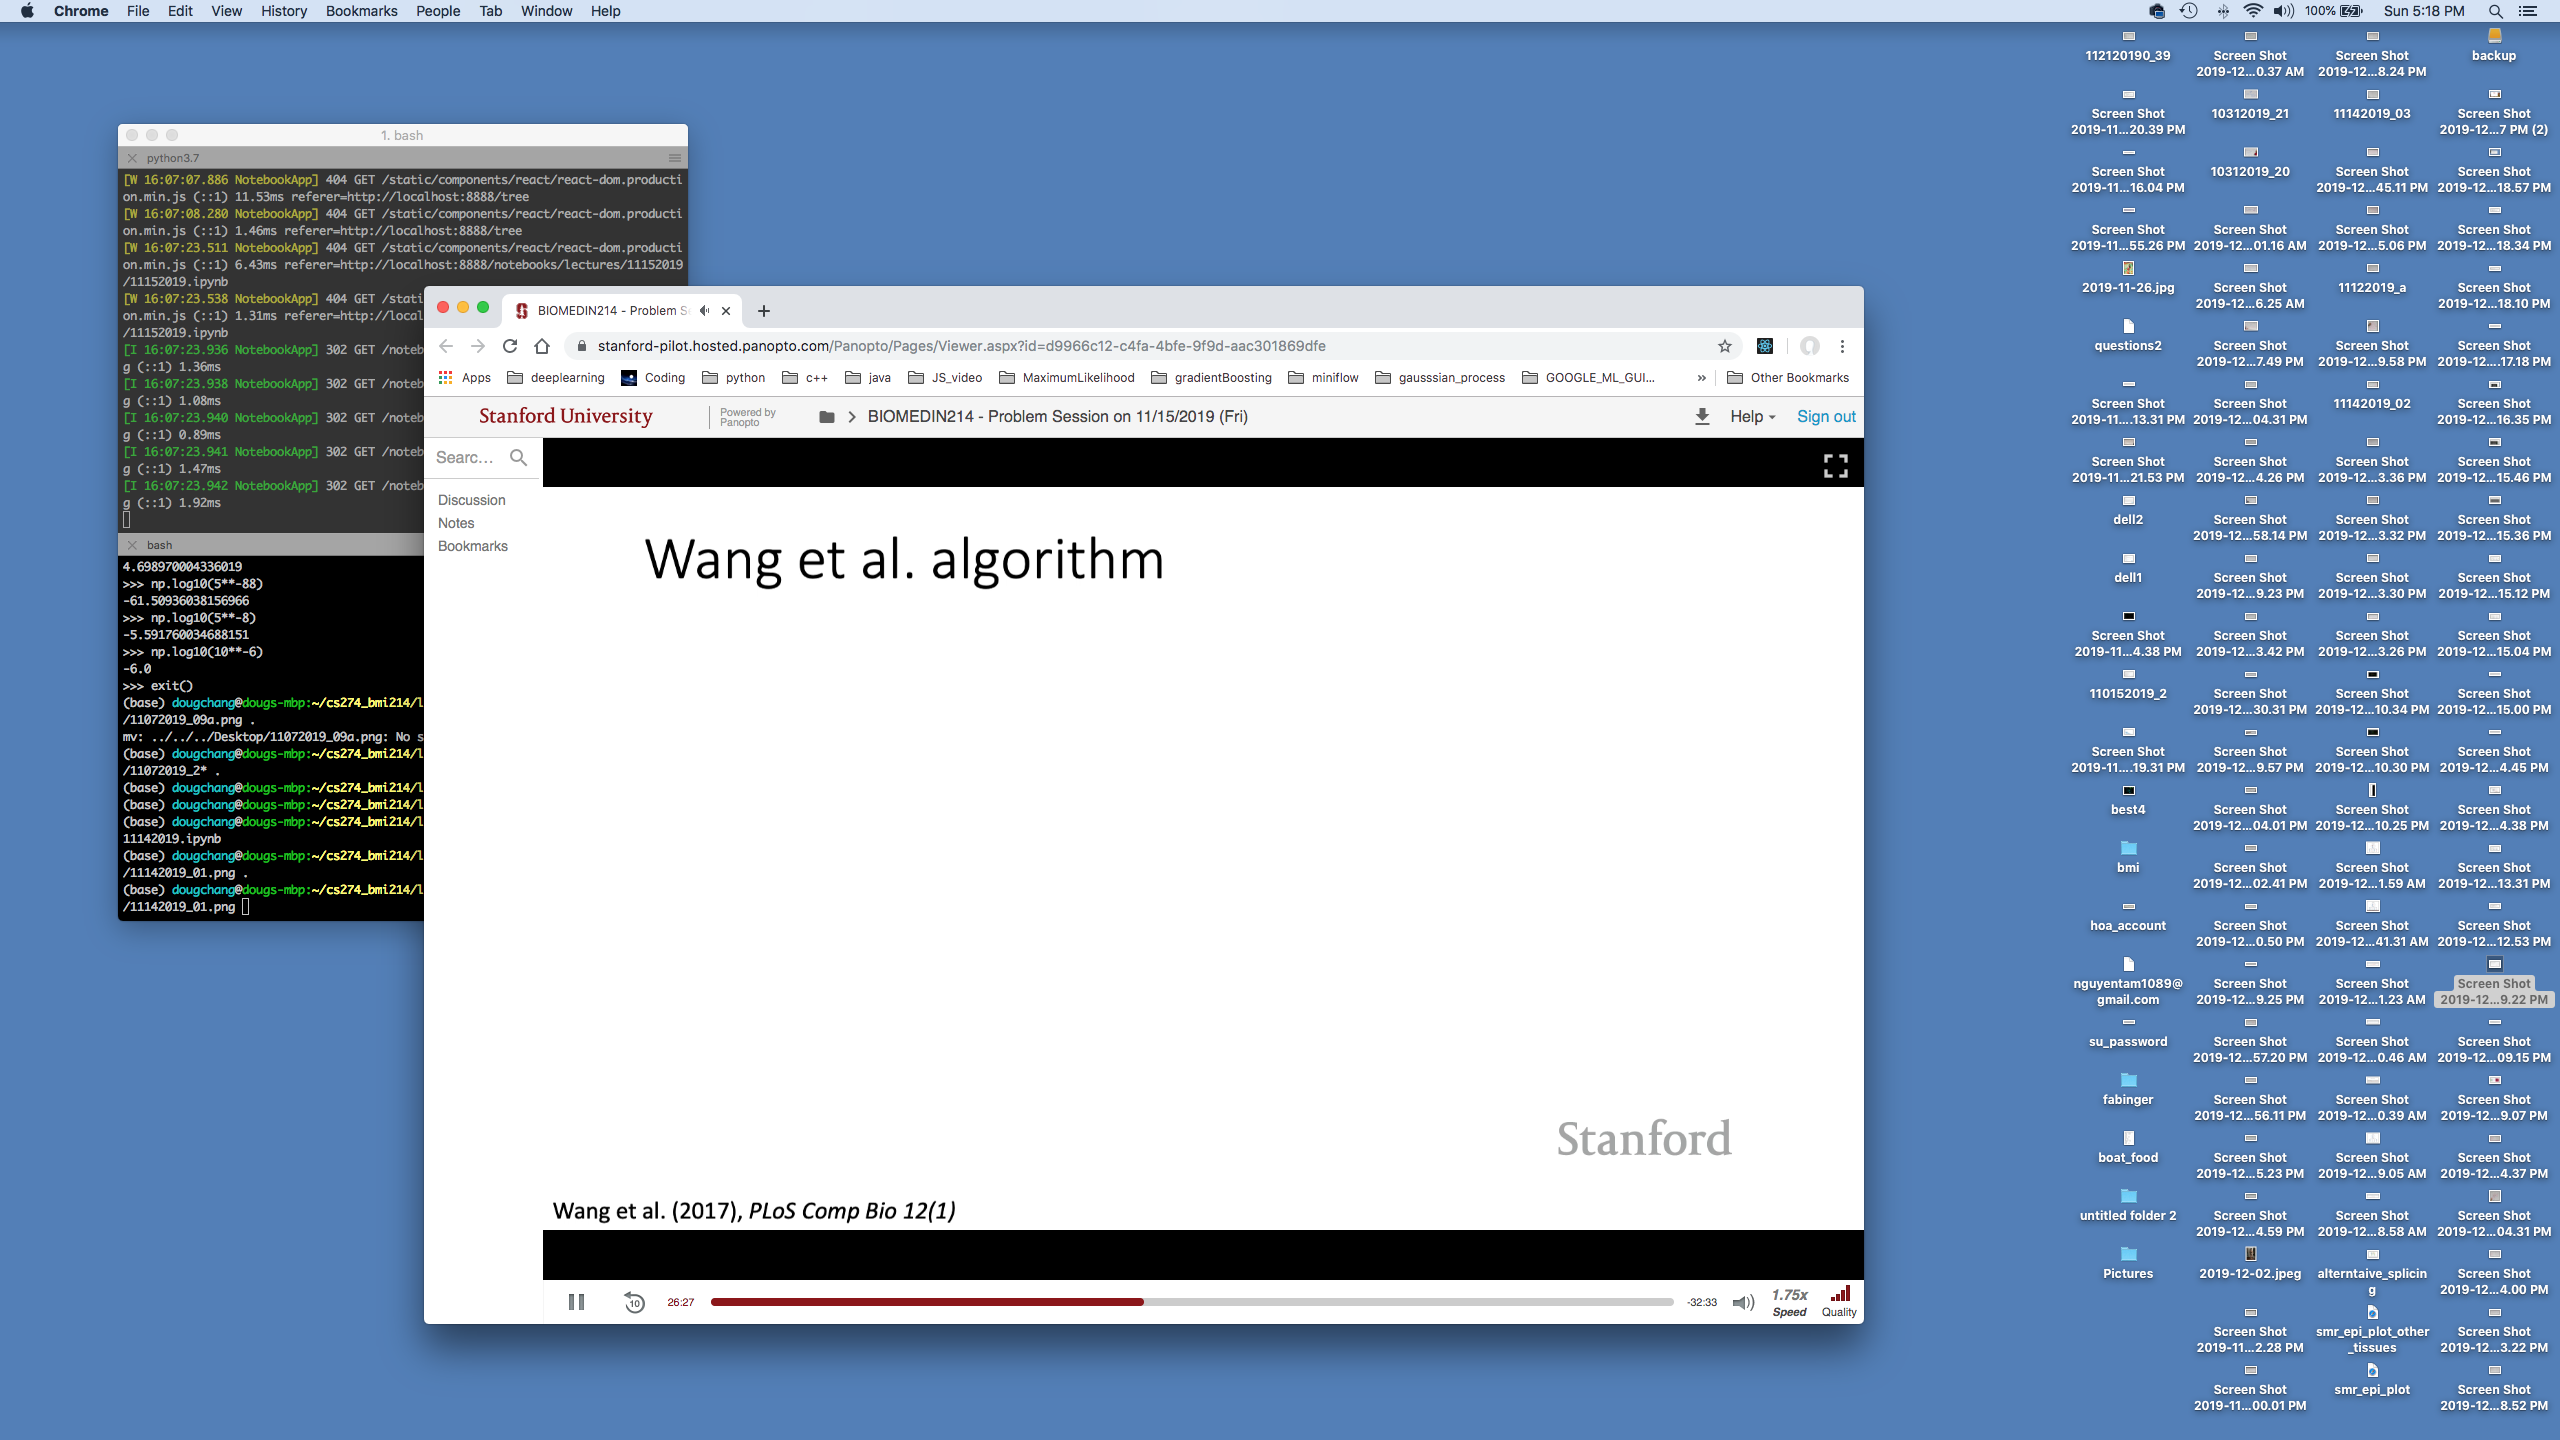 Chrome File Edit View History Bookmarks People Tab Window Help
100% Sun 5:18 PM
1. bash
python3.7
[W 16:07:07.886 NotebookApp] 404 GET /static/components/react/react-dom.producti
on.min.js (::1) 11.53ms referer=http://localhost:8888/tree
[W 16:07:08.280 NotebookApp] 404 GET /static/components/react/react-dom.producti
on.min.js (::1) 1.46ms referer=http://localhost:8888/tree
[W 16:07:23.511 NotebookApp] 404 GET /static/components/react/react-dom.producti
on.min.js (::1) 6.43ms referer=http://localhost:8888/notebooks/lectures/11152019
/11152019.ipynb
[W 16:07:23.538 NotebookApp] 404 GET /stati
on.min.js (::1) 1.31ms referer=http://local
/11152019.ipynb
[I 16:07:23.936 NotebookApp] 302 GET /noteb
g (::1) 1.36ms
[I 16:07:23.938 NotebookApp] 302 GET /noteb
g (::1) 1.08ms
[I 16:07:23.940 NotebookApp] 302 GET /noteb
g (::1) 0.89ms
[I 16:07:23.941 NotebookApp] 302 GET /noteb
g (::1) 1.47ms
[I 16:07:23.942 NotebookApp] 302 GET /noteb
g (::1) 1.92ms
bash
4.698970004336019
>>> np.log10(5**-88)
-61.50936038156966
>>> np.log10(5**-8)
-5.591760034688151
>>> np.log10(10**-6)
-6.0
>>> exit()
(base) dougchang@dougs-mbp:~/cs274_bmi214/l
/11072019_09a.png .
mv: ../../../Desktop/11072019_09a.png: No s
(base) dougchang@dougs-mbp:~/cs274_bmi214/l
/11072019_2* .
(base) dougchang@dougs-mbp:~/cs274_bmi214/l
(base) dougchang@dougs-mbp:~/cs274_bmi214/l
(base) dougchang@dougs-mbp:~/cs274_bmi214/l
11142019.ipynb
(base) dougchang@dougs-mbp:~/cs274_bmi214/l
/11142019_01.png .
(base) dougchang@dougs-mbp:~/cs274_bmi214/l
/11142019_01.png
BIOMEDIN214 - Problem S
stanford-pilot.hosted.panopto.com/Panopto/Pages/Viewer.aspx?id=d9966c12-c4fa-4bfe-9f9d-aac301869dfe
Apps deeplearning Coding python c++ java JS_video MaximumLikelihood gradientBoosting miniflow gausssian_process GOOGLE_ML_GUI... » Other Bookmarks
Stanford University Powered by Panopto BIOMEDIN214 - Problem Session on 11/15/2019 (Fri) Help Sign out
Searc...
Discussion
Notes
Bookmarks
Wang et al. algorithm
Stanford
Wang et al. (2017), PLoS Comp Bio 12(1)
10 26:27 -32:33 1.75x Speed Quality
112120190_39
Screen Shot
2019-11...20.39 PM
Screen Shot
2019-11...16.04 PM
Screen Shot
2019-11...55.26 PM
2019-11-26.jpg
questions2
Screen Shot
2019-11....13.31 PM
Screen Shot
2019-11...21.53 PM
dell2
dell1
Screen Shot
2019-11...4.38 PM
110152019_2
Screen Shot
2019-11....19.31 PM
best4
bmi
hoa_account
nguyentam1089@
gmail.com
su_password
fabinger
boat_food
untitled folder 2
Pictures
Screen Shot
2019-12...0.37 AM
10312019_21
10312019_20
Screen Shot
2019-12...01.16 AM
Screen Shot
2019-12...6.25 AM
Screen Shot
2019-12...7.49 PM
Screen Shot
2019-12...04.31 PM
Screen Shot
2019-12...4.26 PM
Screen Shot
2019-12...58.14 PM
Screen Shot
2019-12...9.23 PM
Screen Shot
2019-12...3.42 PM
Screen Shot
2019-12...30.31 PM
Screen Shot
2019-12...9.57 PM
Screen Shot
2019-12...04.01 PM
Screen Shot
2019-12...02.41 PM
Screen Shot
2019-12...0.50 PM
Screen Shot
2019-12...9.25 PM
Screen Shot
2019-12...57.20 PM
Screen Shot
2019-12...56.11 PM
Screen Shot
2019-12...5.23 PM
Screen Shot
2019-12...4.59 PM
2019-12-02.jpeg
Screen Shot
2019-11...2.28 PM
Screen Shot
2019-11...00.01 PM
Screen Shot
2019-12...8.24 PM
11142019_03
Screen Shot
2019-12...45.11 PM
Screen Shot
2019-12...5.06 PM
11122019_a
Screen Shot
2019-12...9.58 PM
11142019_02
Screen Shot
2019-12...3.36 PM
Screen Shot
2019-12...3.32 PM
Screen Shot
2019-12...3.30 PM
Screen Shot
2019-12...3.26 PM
Screen Shot
2019-12...10.34 PM
Screen Shot
2019-12...10.30 PM
Screen Shot
2019-12...10.25 PM
Screen Shot
2019-12...1.59 AM
Screen Shot
2019-12...41.31 AM
Screen Shot
2019-12...1.23 AM
Screen Shot
2019-12...0.46 AM
Screen Shot
2019-12...0.39 AM
Screen Shot
2019-12...9.05 AM
Screen Shot
2019-12...8.58 AM
alterntaive_splicin
g
smr_epi_plot_other
_tissues
smr_epi_plot
backup
Screen Shot
2019-12...7 PM (2)
Screen Shot
2019-12...18.57 PM
Screen Shot
2019-12...18.34 PM
Screen Shot
2019-12...18.10 PM
Screen Shot
2019-12....17.18 PM
Screen Shot
2019-12...16.35 PM
Screen Shot
2019-12...15.46 PM
Screen Shot
2019-12...15.36 PM
Screen Shot
2019-12...15.12 PM
Screen Shot
2019-12...15.04 PM
Screen Shot
2019-12...15.00 PM
Screen Shot
2019-12...4.45 PM
Screen Shot
2019-12...4.38 PM
Screen Shot
2019-12...13.31 PM
Screen Shot
2019-12...12.53 PM
Screen Shot
2019-12...9.22 PM
Screen Shot
2019-12...09.15 PM
Screen Shot
2019-12...9.07 PM
Screen Shot
2019-12...4.37 PM
Screen Shot
2019-12...04.31 PM
Screen Shot
2019-12...4.00 PM
Screen Shot
2019-12...3.22 PM
Screen Shot
2019-12...8.52 PM